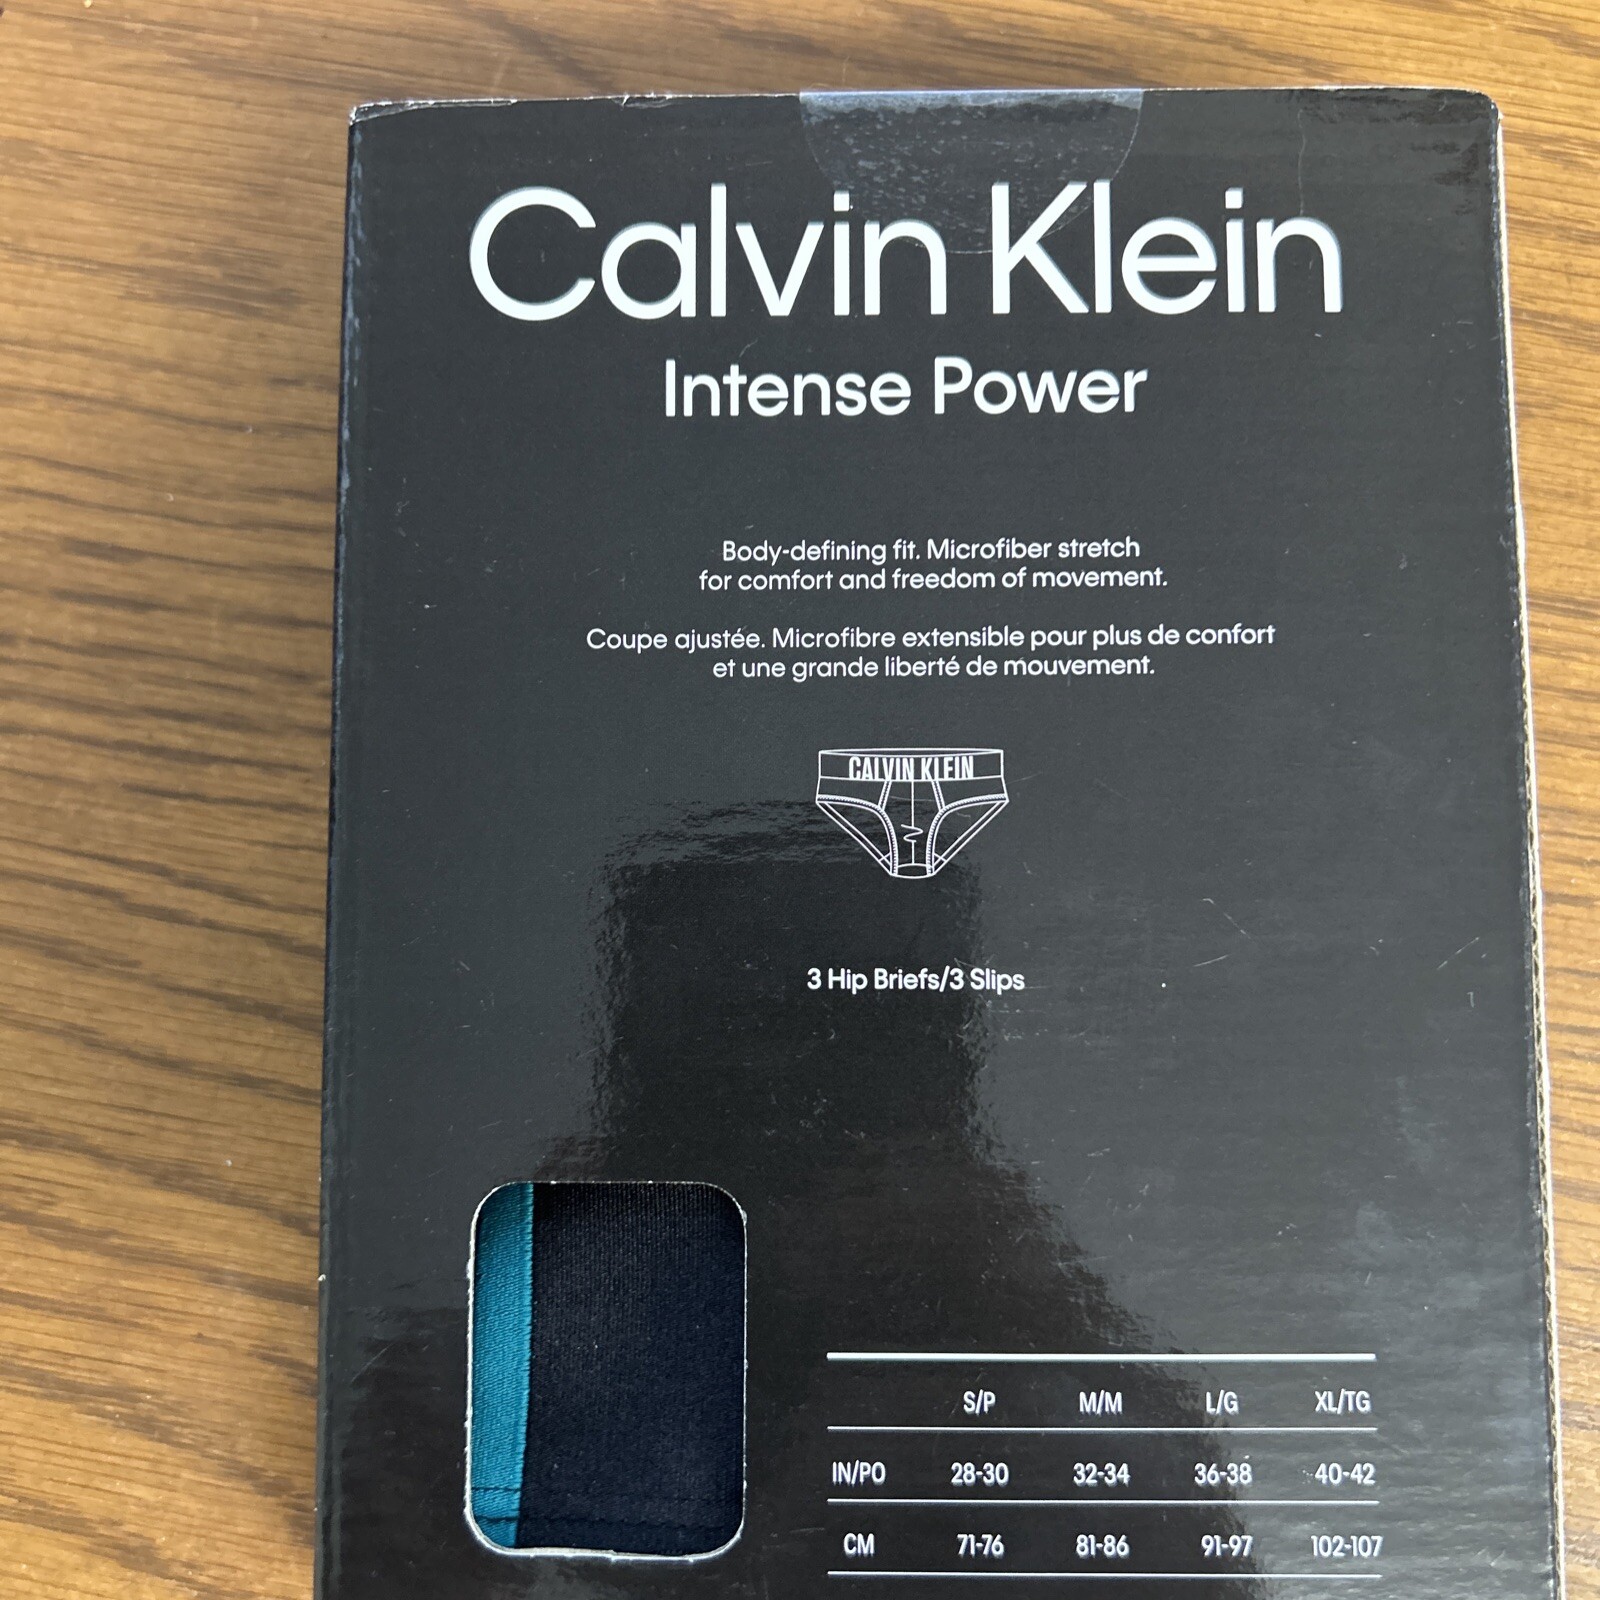 Calvin Klein
Intense Power
Body-defining fit. Microfiber stretch
for comfort and freedom of movement.
Coupe ajustée. Microfibre extensible pour plus de confort
et une grande liberté de mouvement.
CALVIN KLEIN
3 Hip Briefs/3 Slips
S/P M/M L/G XL/TG
IN/PO 28-30 32-34 36-38 40-42
CM 71-76 81-86 91-97 102-107